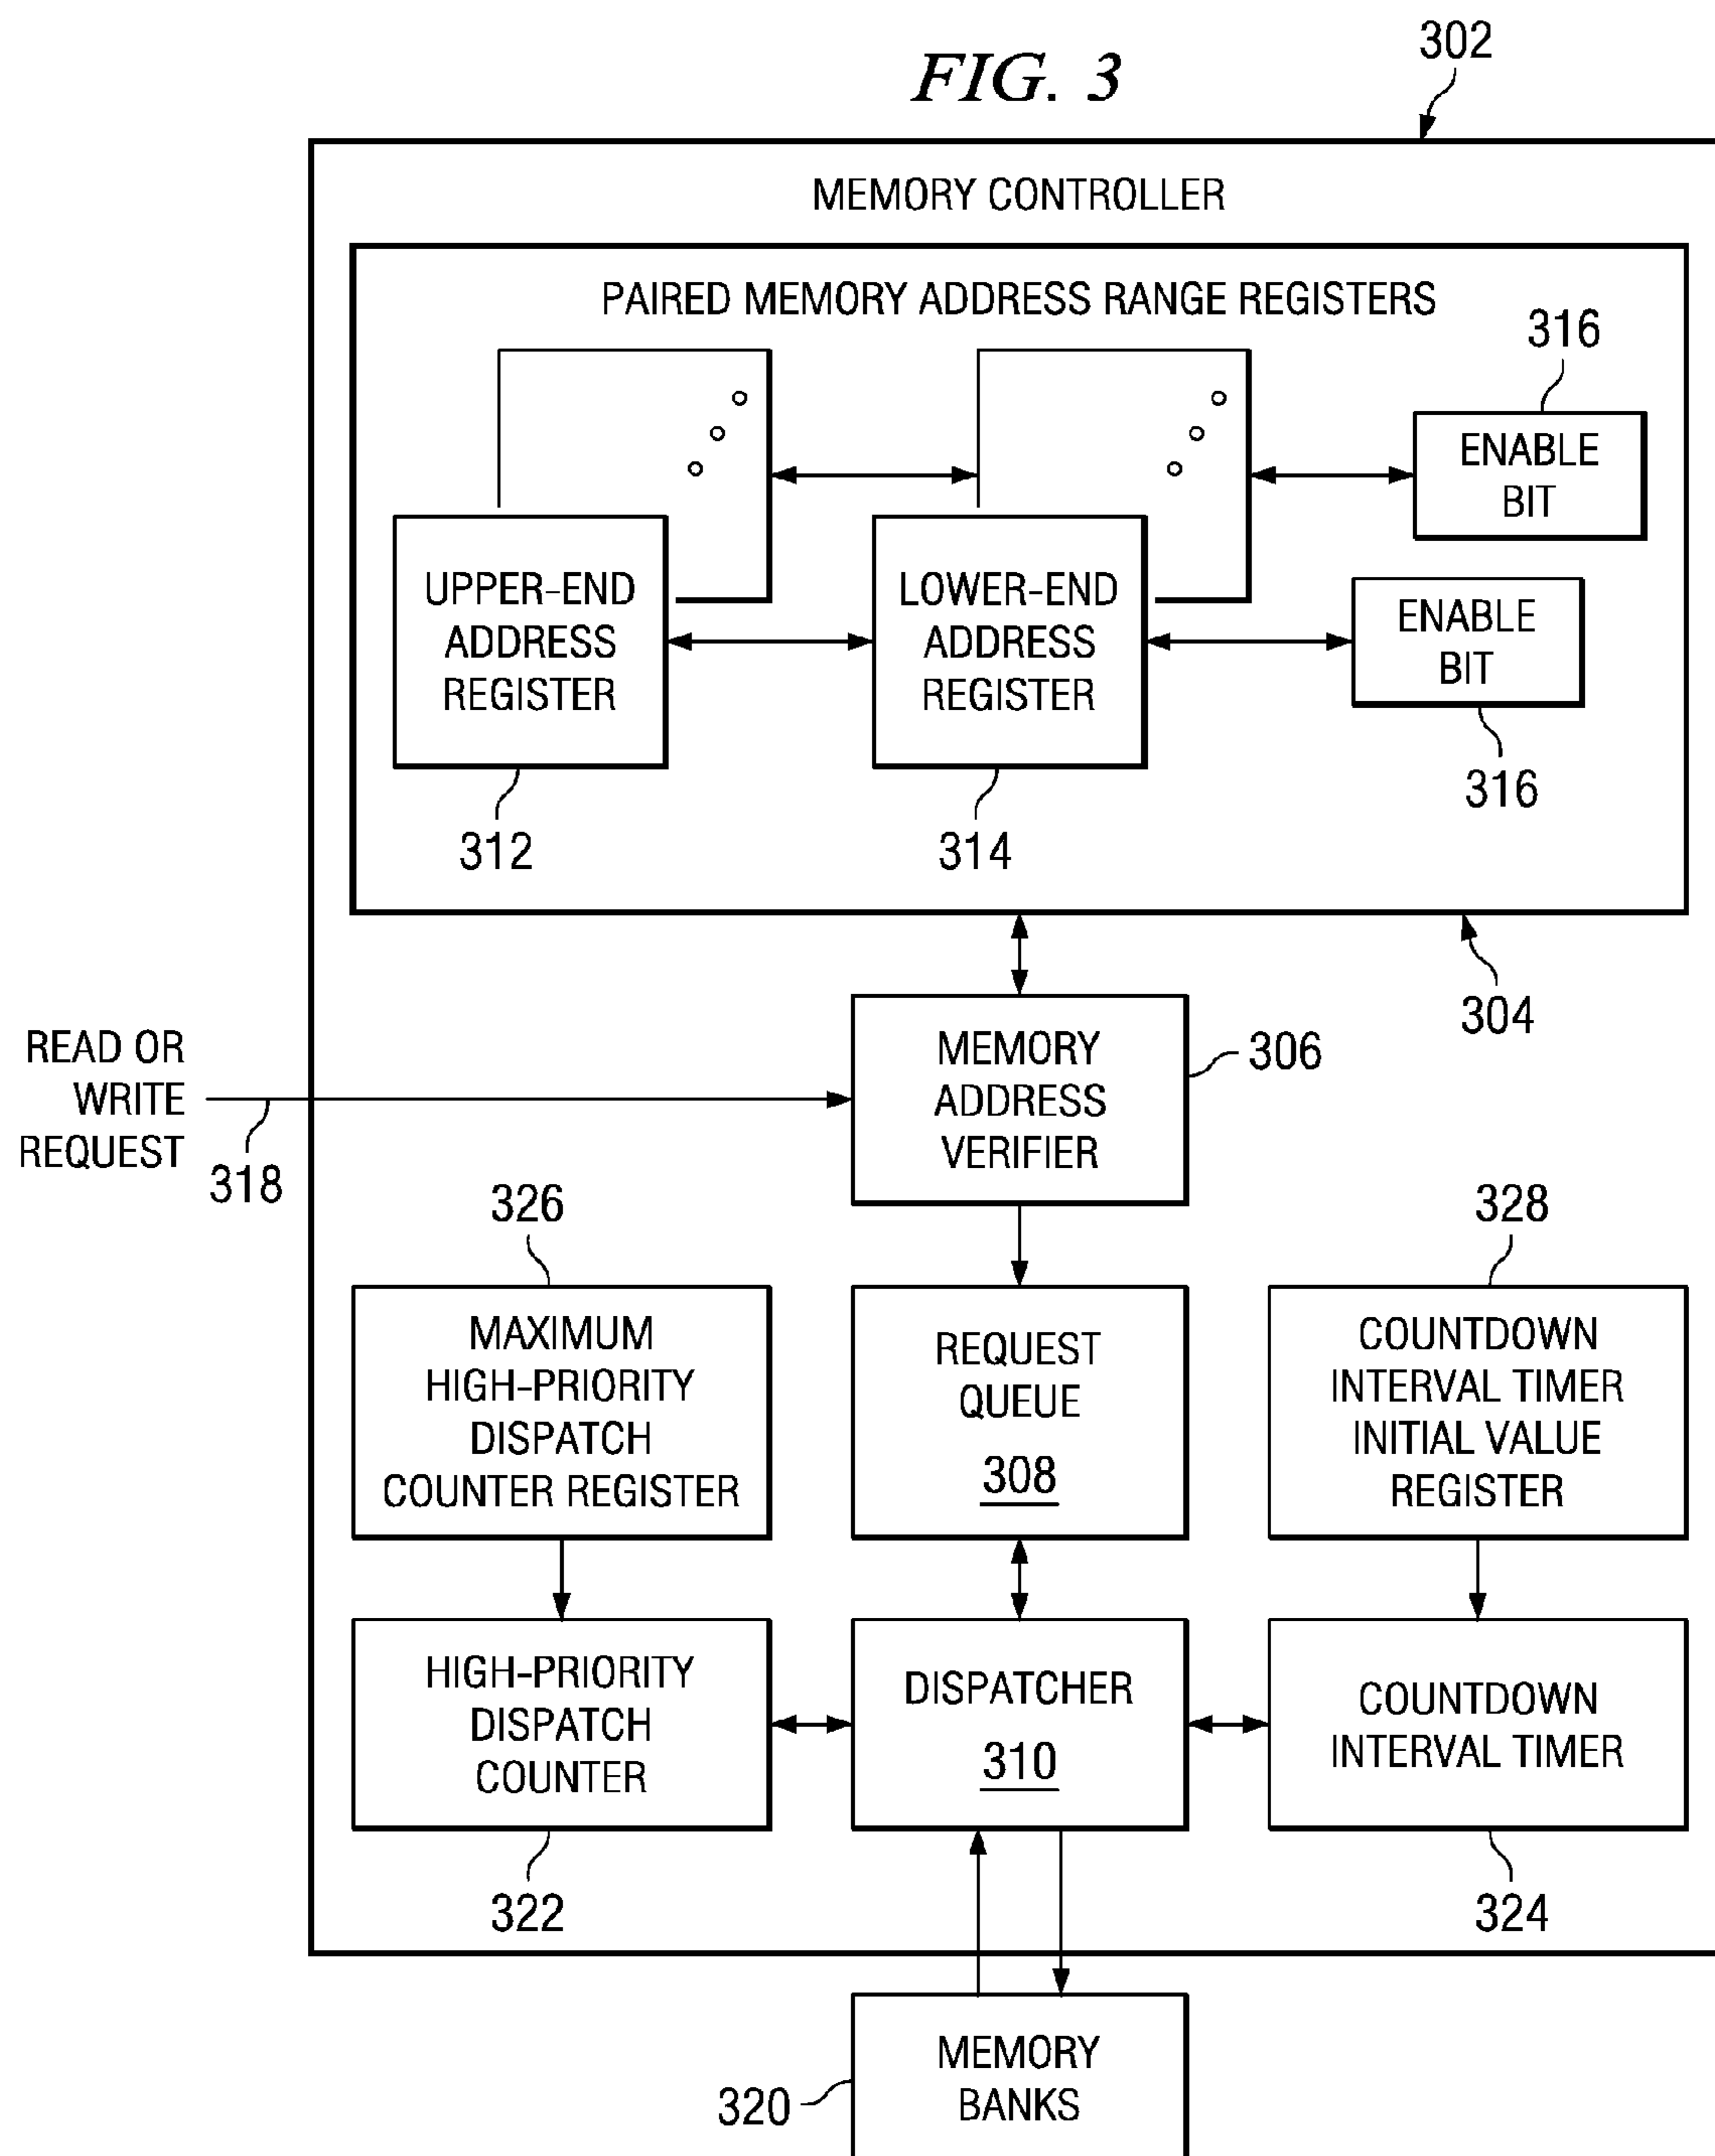 FIG. 3
302
MEMORY CONTROLLER
PAIRED MEMORY ADDRESS RANGE REGISTERS
316
ENABLE
BIT
UPPER-END
ADDRESS
REGISTER
LOWER-END
ADDRESS
REGISTER
ENABLE
BIT
312
314
316
304
READ OR
WRITE
REQUEST
318
MEMORY
ADDRESS
VERIFIER
306
326
328
MAXIMUM
HIGH-PRIORITY
DISPATCH
COUNTER REGISTER
REQUEST
QUEUE
308
COUNTDOWN
INTERVAL TIMER
INITIAL VALUE
REGISTER
HIGH-PRIORITY
DISPATCH
COUNTER
DISPATCHER
310
COUNTDOWN
INTERVAL TIMER
322
324
MEMORY
BANKS
320